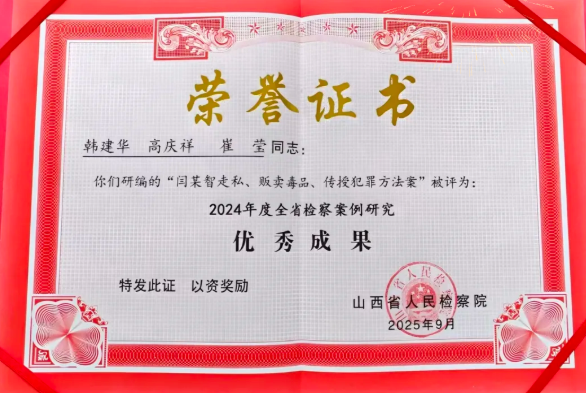 荣誉证书
韩建华 高庆祥 崔莹同志：
你们研编的“闫某智走私、贩卖毒品、传授犯罪方法案”被评为：
2024年度全省检察案例研究
优秀成果
特发此证 以资奖励
山西省人民检察院
2025年9月